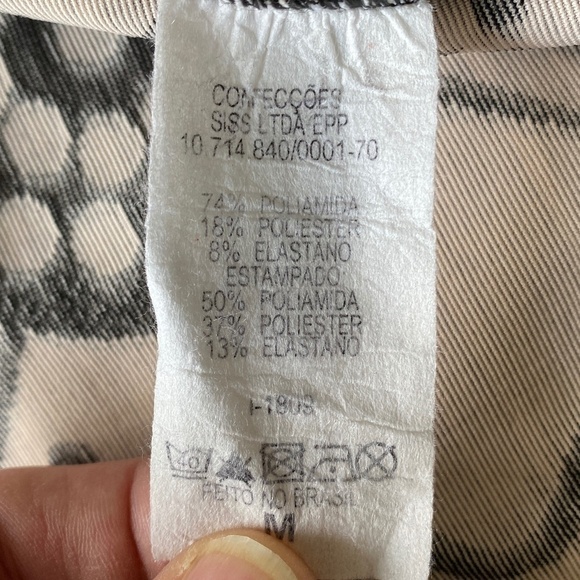 CONFECÇÕES
SISS LTDA EPP
10 714 840/0001-70
74% POLIAMIDA
18% POLIESTER
8% ELASTANO
ESTAMPADO
50% POLIAMIDA
37% POLIESTER
13% ELASTANO
FEITO NO BRASIL
M